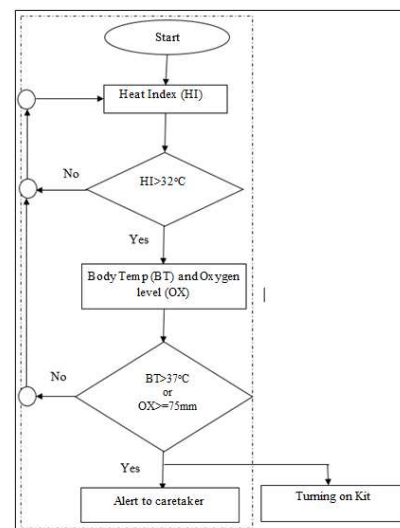 Start
Heat Index (HI)
HI>32°C
No
Yes
Body Temp (BT) and Oxygen
level (OX)
BT>37°C
or
OX>=75mm
No
Yes
Alert to caretaker
Turning on Kit